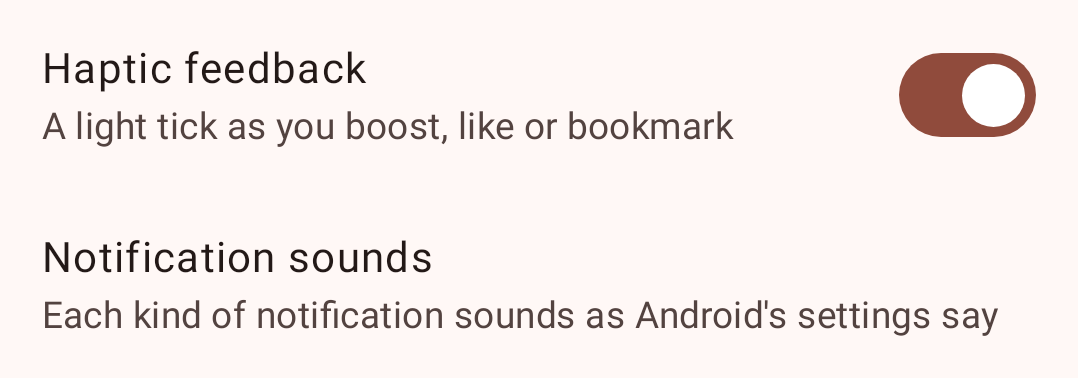 Haptic feedback
A light tick as you boost, like or bookmark
Notification sounds
Each kind of notification sounds as Android's settings say